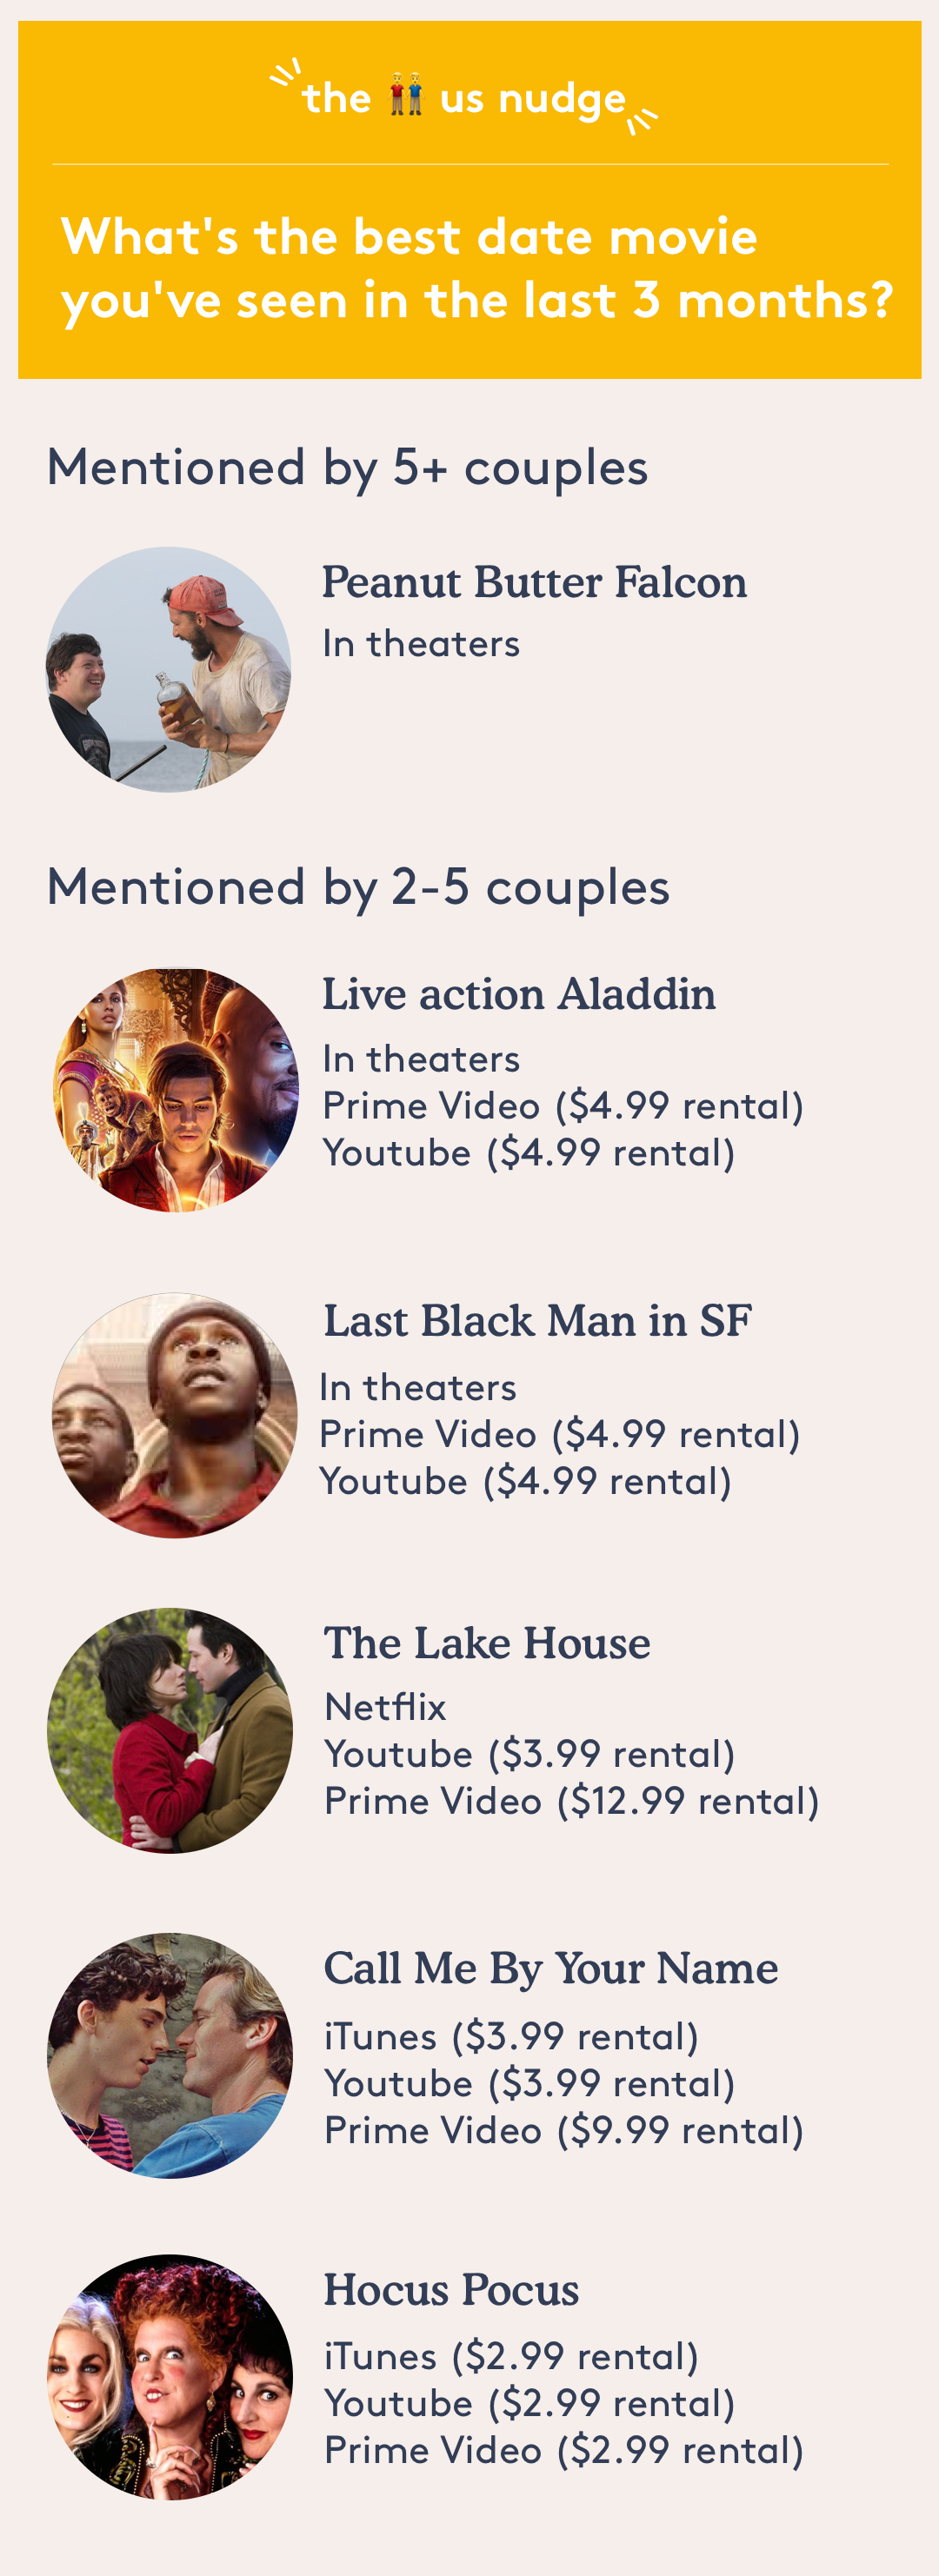 the us nudge
What's the best date movie
you've seen in the last 3 months?
Mentioned by 5+ couples
Peanut Butter Falcon
In theaters
Mentioned by 2-5 couples
Live action Aladdin
In theaters
Prime Video ($4.99 rental)
Youtube ($4.99 rental)
Last Black Man in SF
In theaters
Prime Video ($4.99 rental)
Youtube ($4.99 rental)
The Lake House
Netflix
Youtube ($3.99 rental)
Prime Video ($12.99 rental)
Call Me By Your Name
iTunes ($3.99 rental)
Youtube ($3.99 rental)
Prime Video ($9.99 rental)
Hocus Pocus
iTunes ($2.99 rental)
Youtube ($2.99 rental)
Prime Video ($2.99 rental)